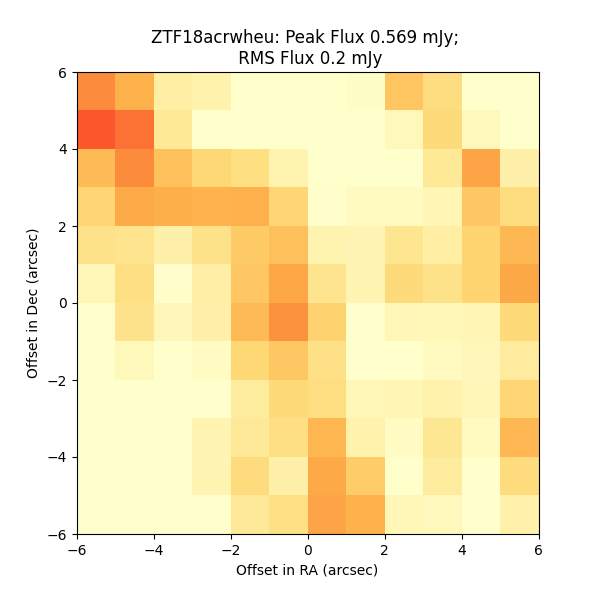 ZTF18acrwheu: Peak Flux 0.569 mJy;
RMS Flux 0.2 mJy
6
4
2
0
−2
−4
−6
Offset in Dec (arcsec)
−6 −4 −2 0 2 4 6
Offset in RA (arcsec)